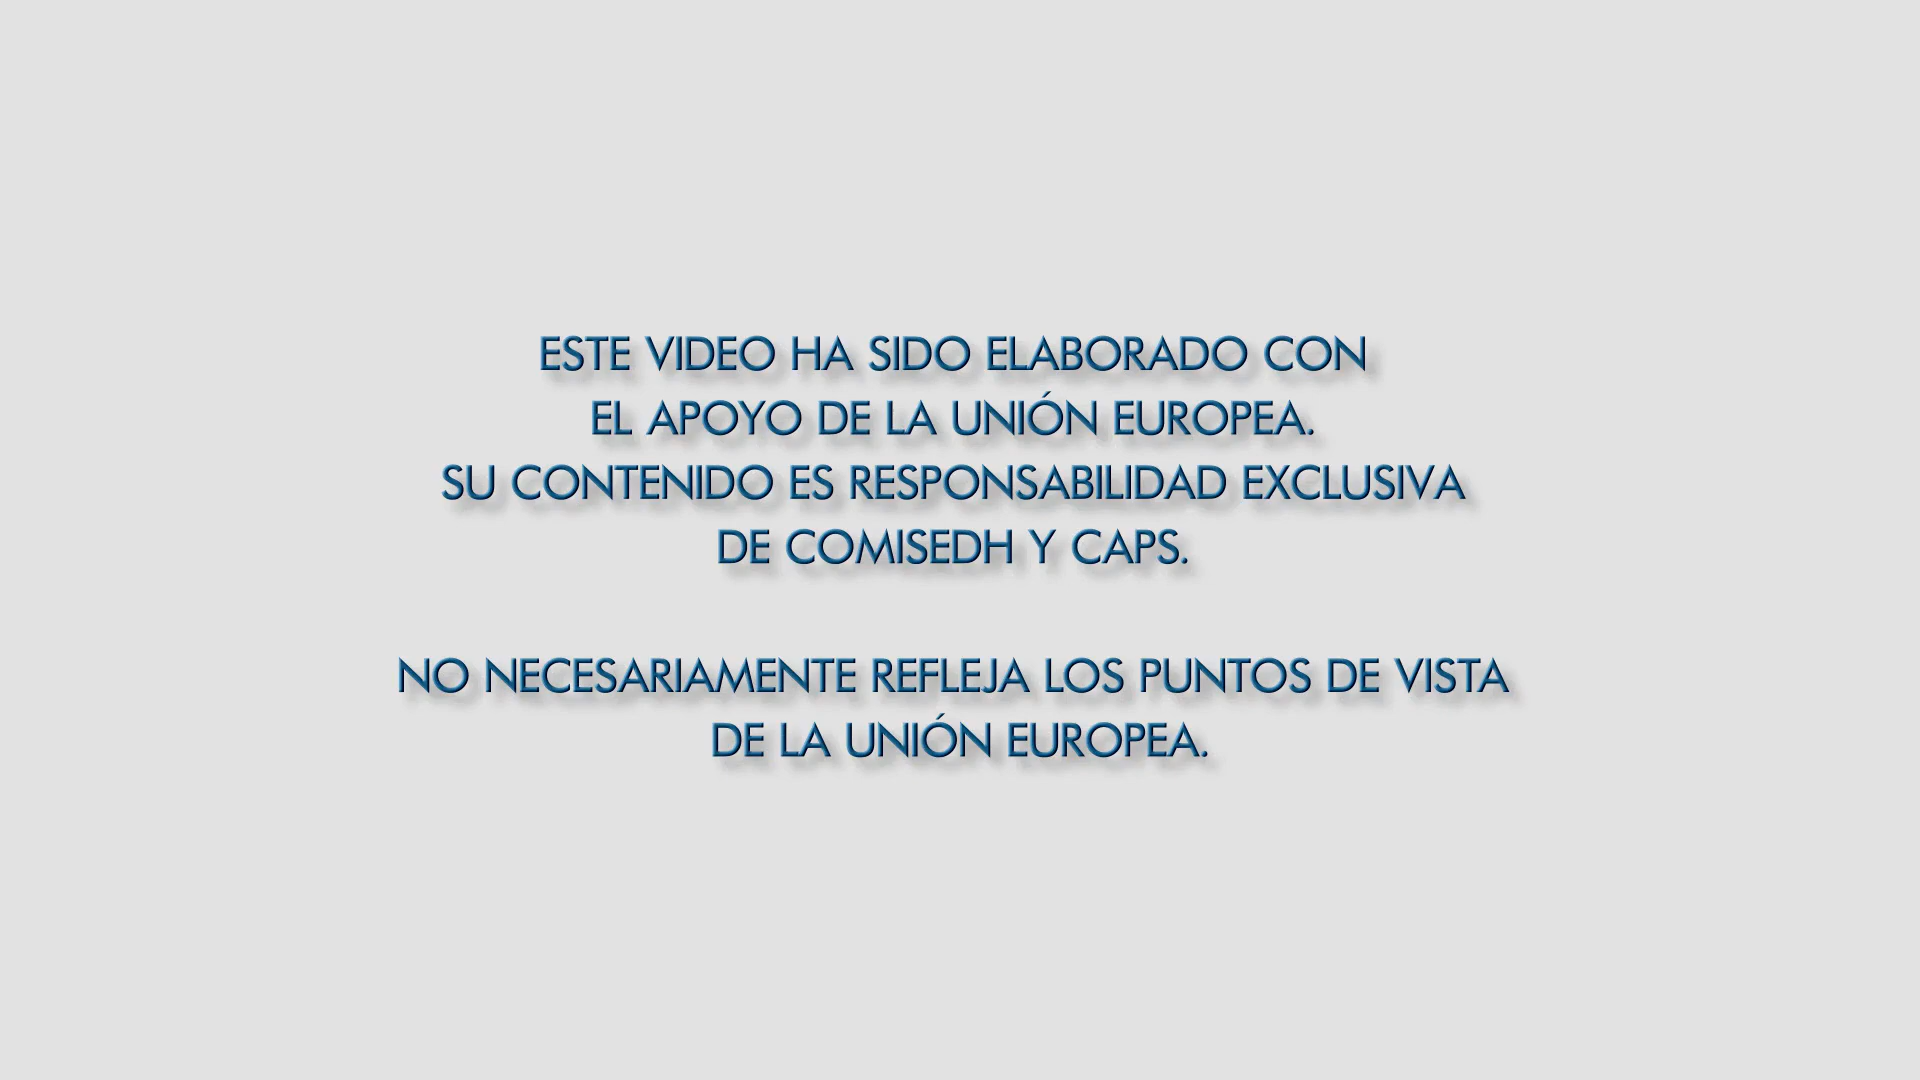 ESTE VIDEO HA SIDO ELABORADO CON
EL APOYO DE LA UNIÓN EUROPEA.
SU CONTENIDO ES RESPONSABILIDAD EXCLUSIVA
DE COMISEDH Y CAPS.
NO NECESARIAMENTE REFLEJA LOS PUNTOS DE VISTA
DE LA UNIÓN EUROPEA.